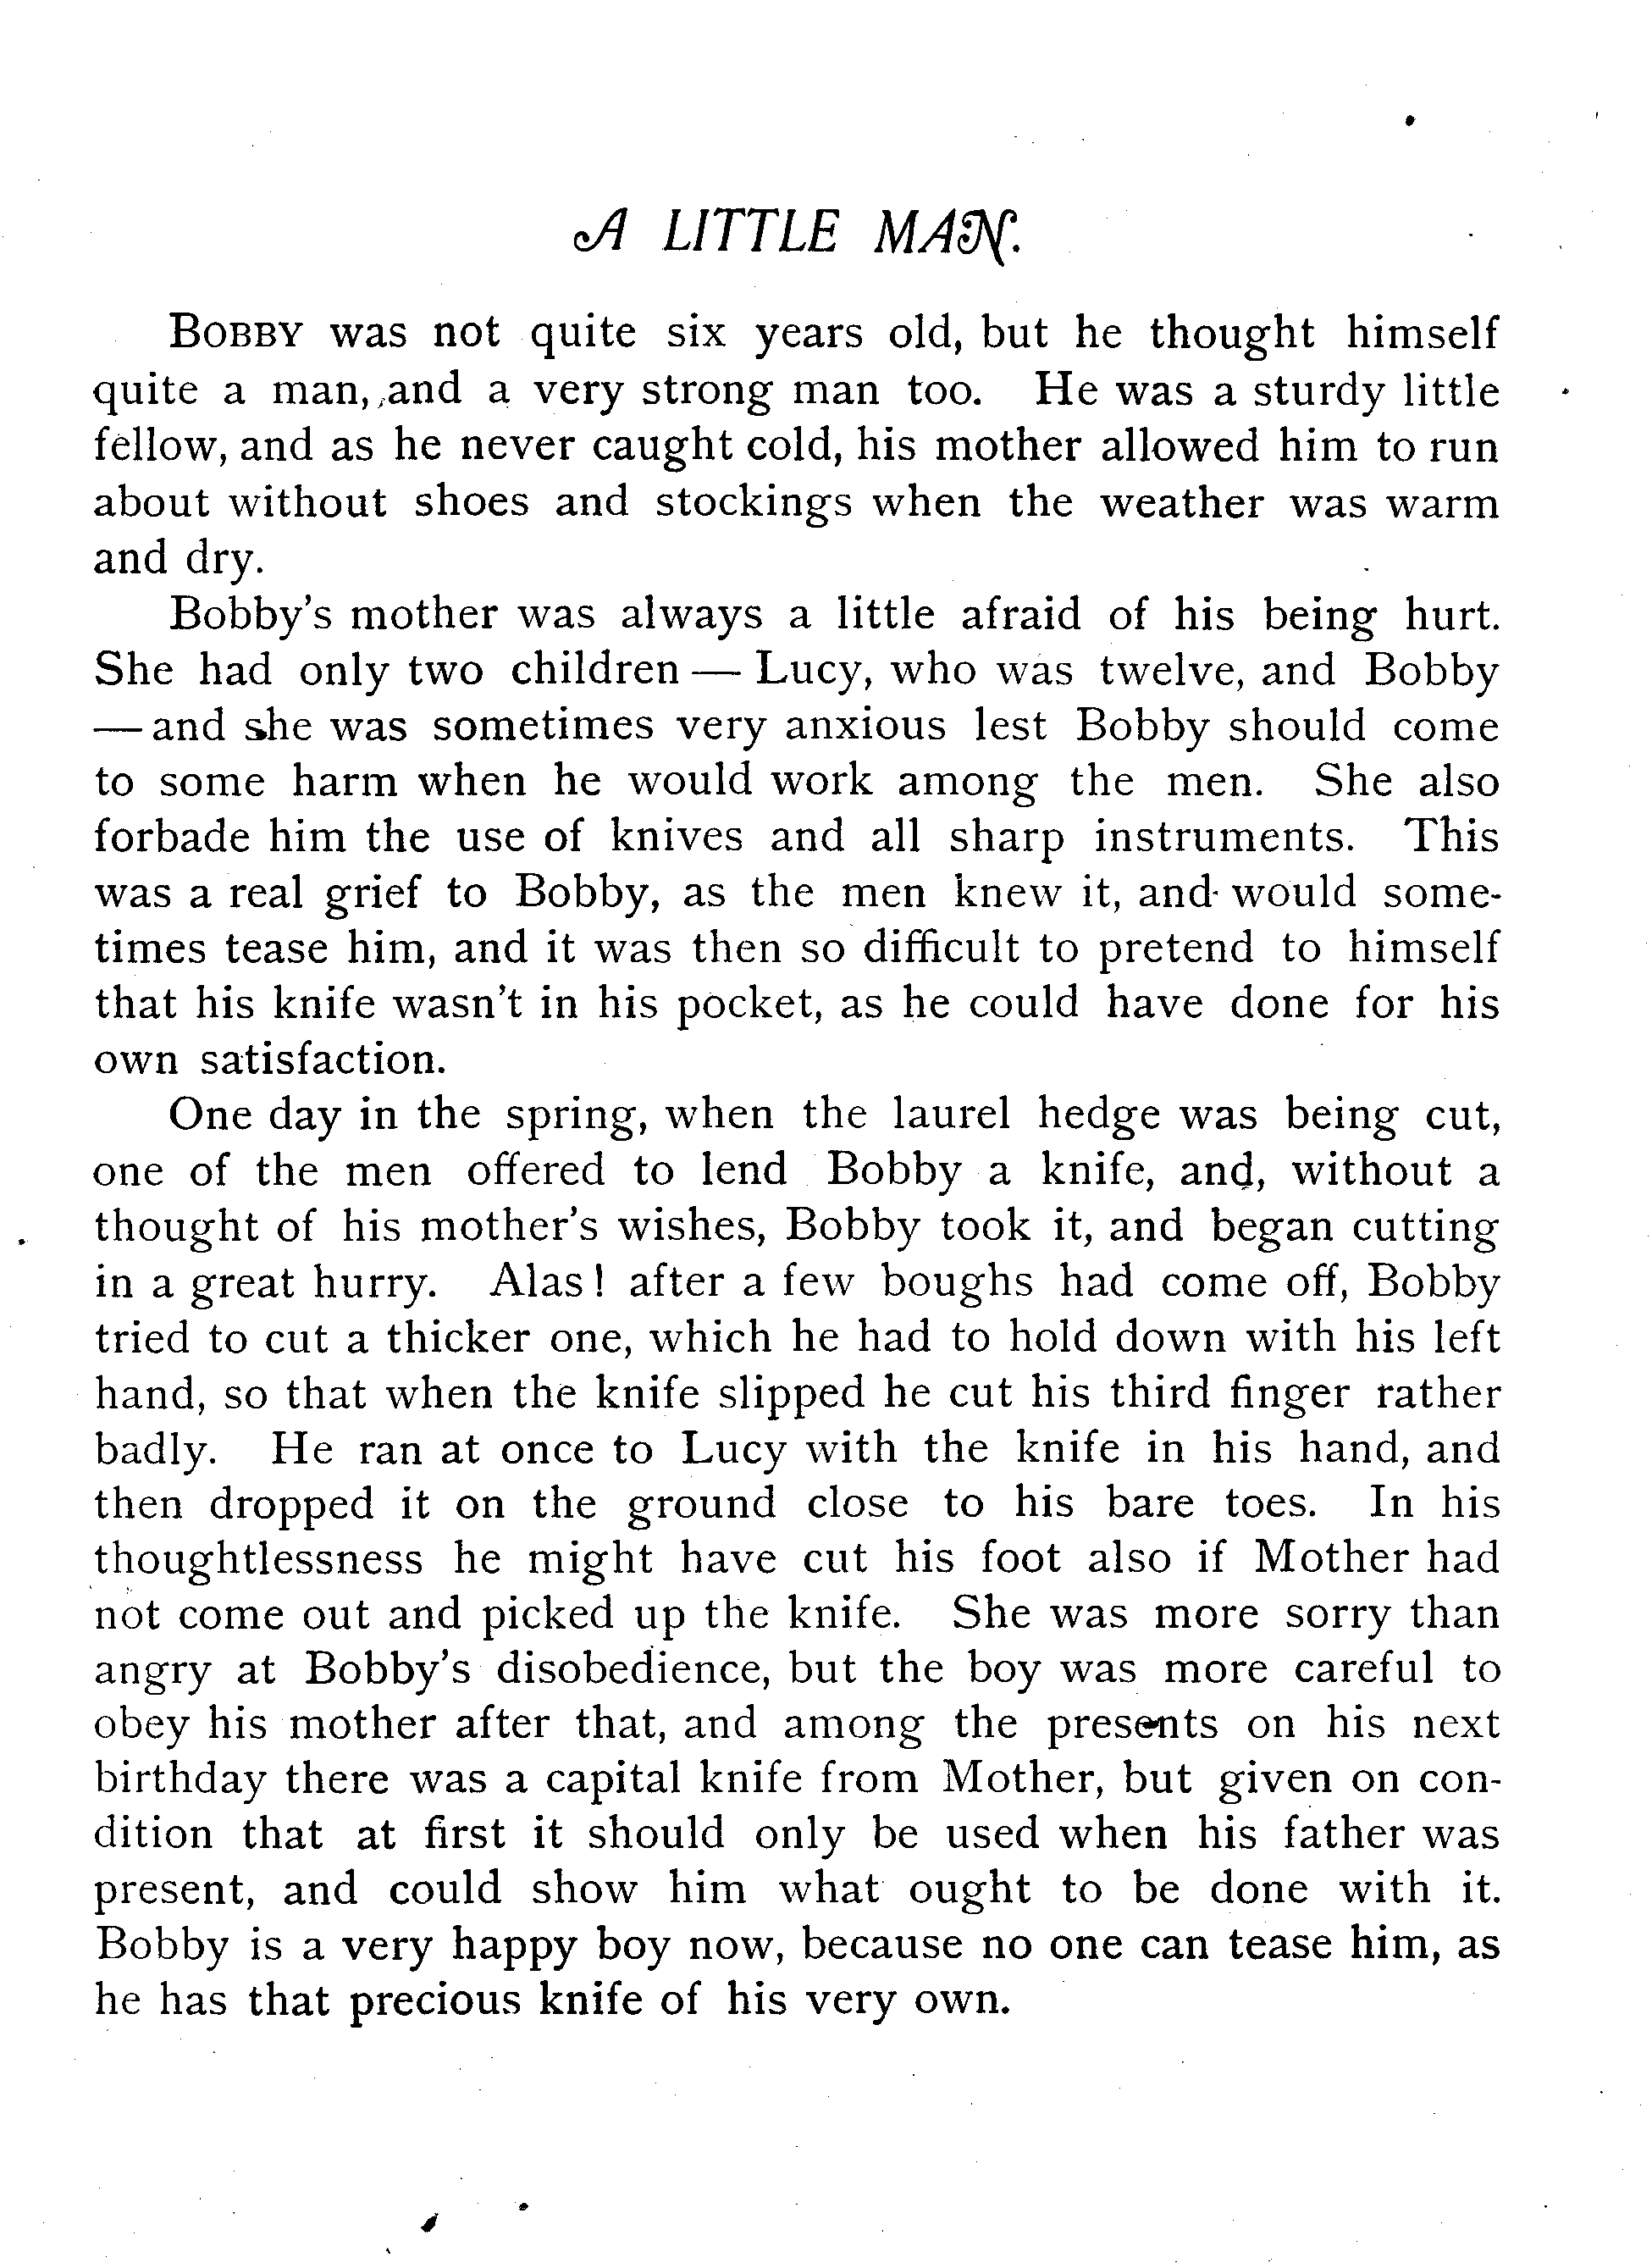 A LITTLE MAN.
BOBBY was not quite six years old, but he thought himself
quite a man, and a very strong man too. He was a sturdy little
fellow, and as he never caught cold, his mother allowed him to run
about without shoes and stockings when the weather was warm
and dry.
Bobby's mother was always a little afraid of his being hurt.
She had only two children — Lucy, who was twelve, and Bobby
— and she was sometimes very anxious lest Bobby should come
to some harm when he would work among the men. She also
forbade him the use of knives and all sharp instruments. This
was a real grief to Bobby, as the men knew it, and would some-
times tease him, and it was then so difficult to pretend to himself
that his knife wasn't in his pocket, as he could have done for his
own satisfaction.
One day in the spring, when the laurel hedge was being cut,
one of the men offered to lend Bobby a knife, and, without a
thought of his mother's wishes, Bobby took it, and began cutting
in a great hurry. Alas! after a few boughs had come off, Bobby
tried to cut a thicker one, which he had to hold down with his left
hand, so that when the knife slipped he cut his third finger rather
badly. He ran at once to Lucy with the knife in his hand, and
then dropped it on the ground close to his bare toes. In his
thoughtlessness he might have cut his foot also if Mother had
not come out and picked up the knife. She was more sorry than
angry at Bobby's disobedience, but the boy was more careful to
obey his mother after that, and among the presents on his next
birthday there was a capital knife from Mother, but given on con-
dition that at first it should only be used when his father was
present, and could show him what ought to be done with it.
Bobby is a very happy boy now, because no one can tease him, as
he has that precious knife of his very own.